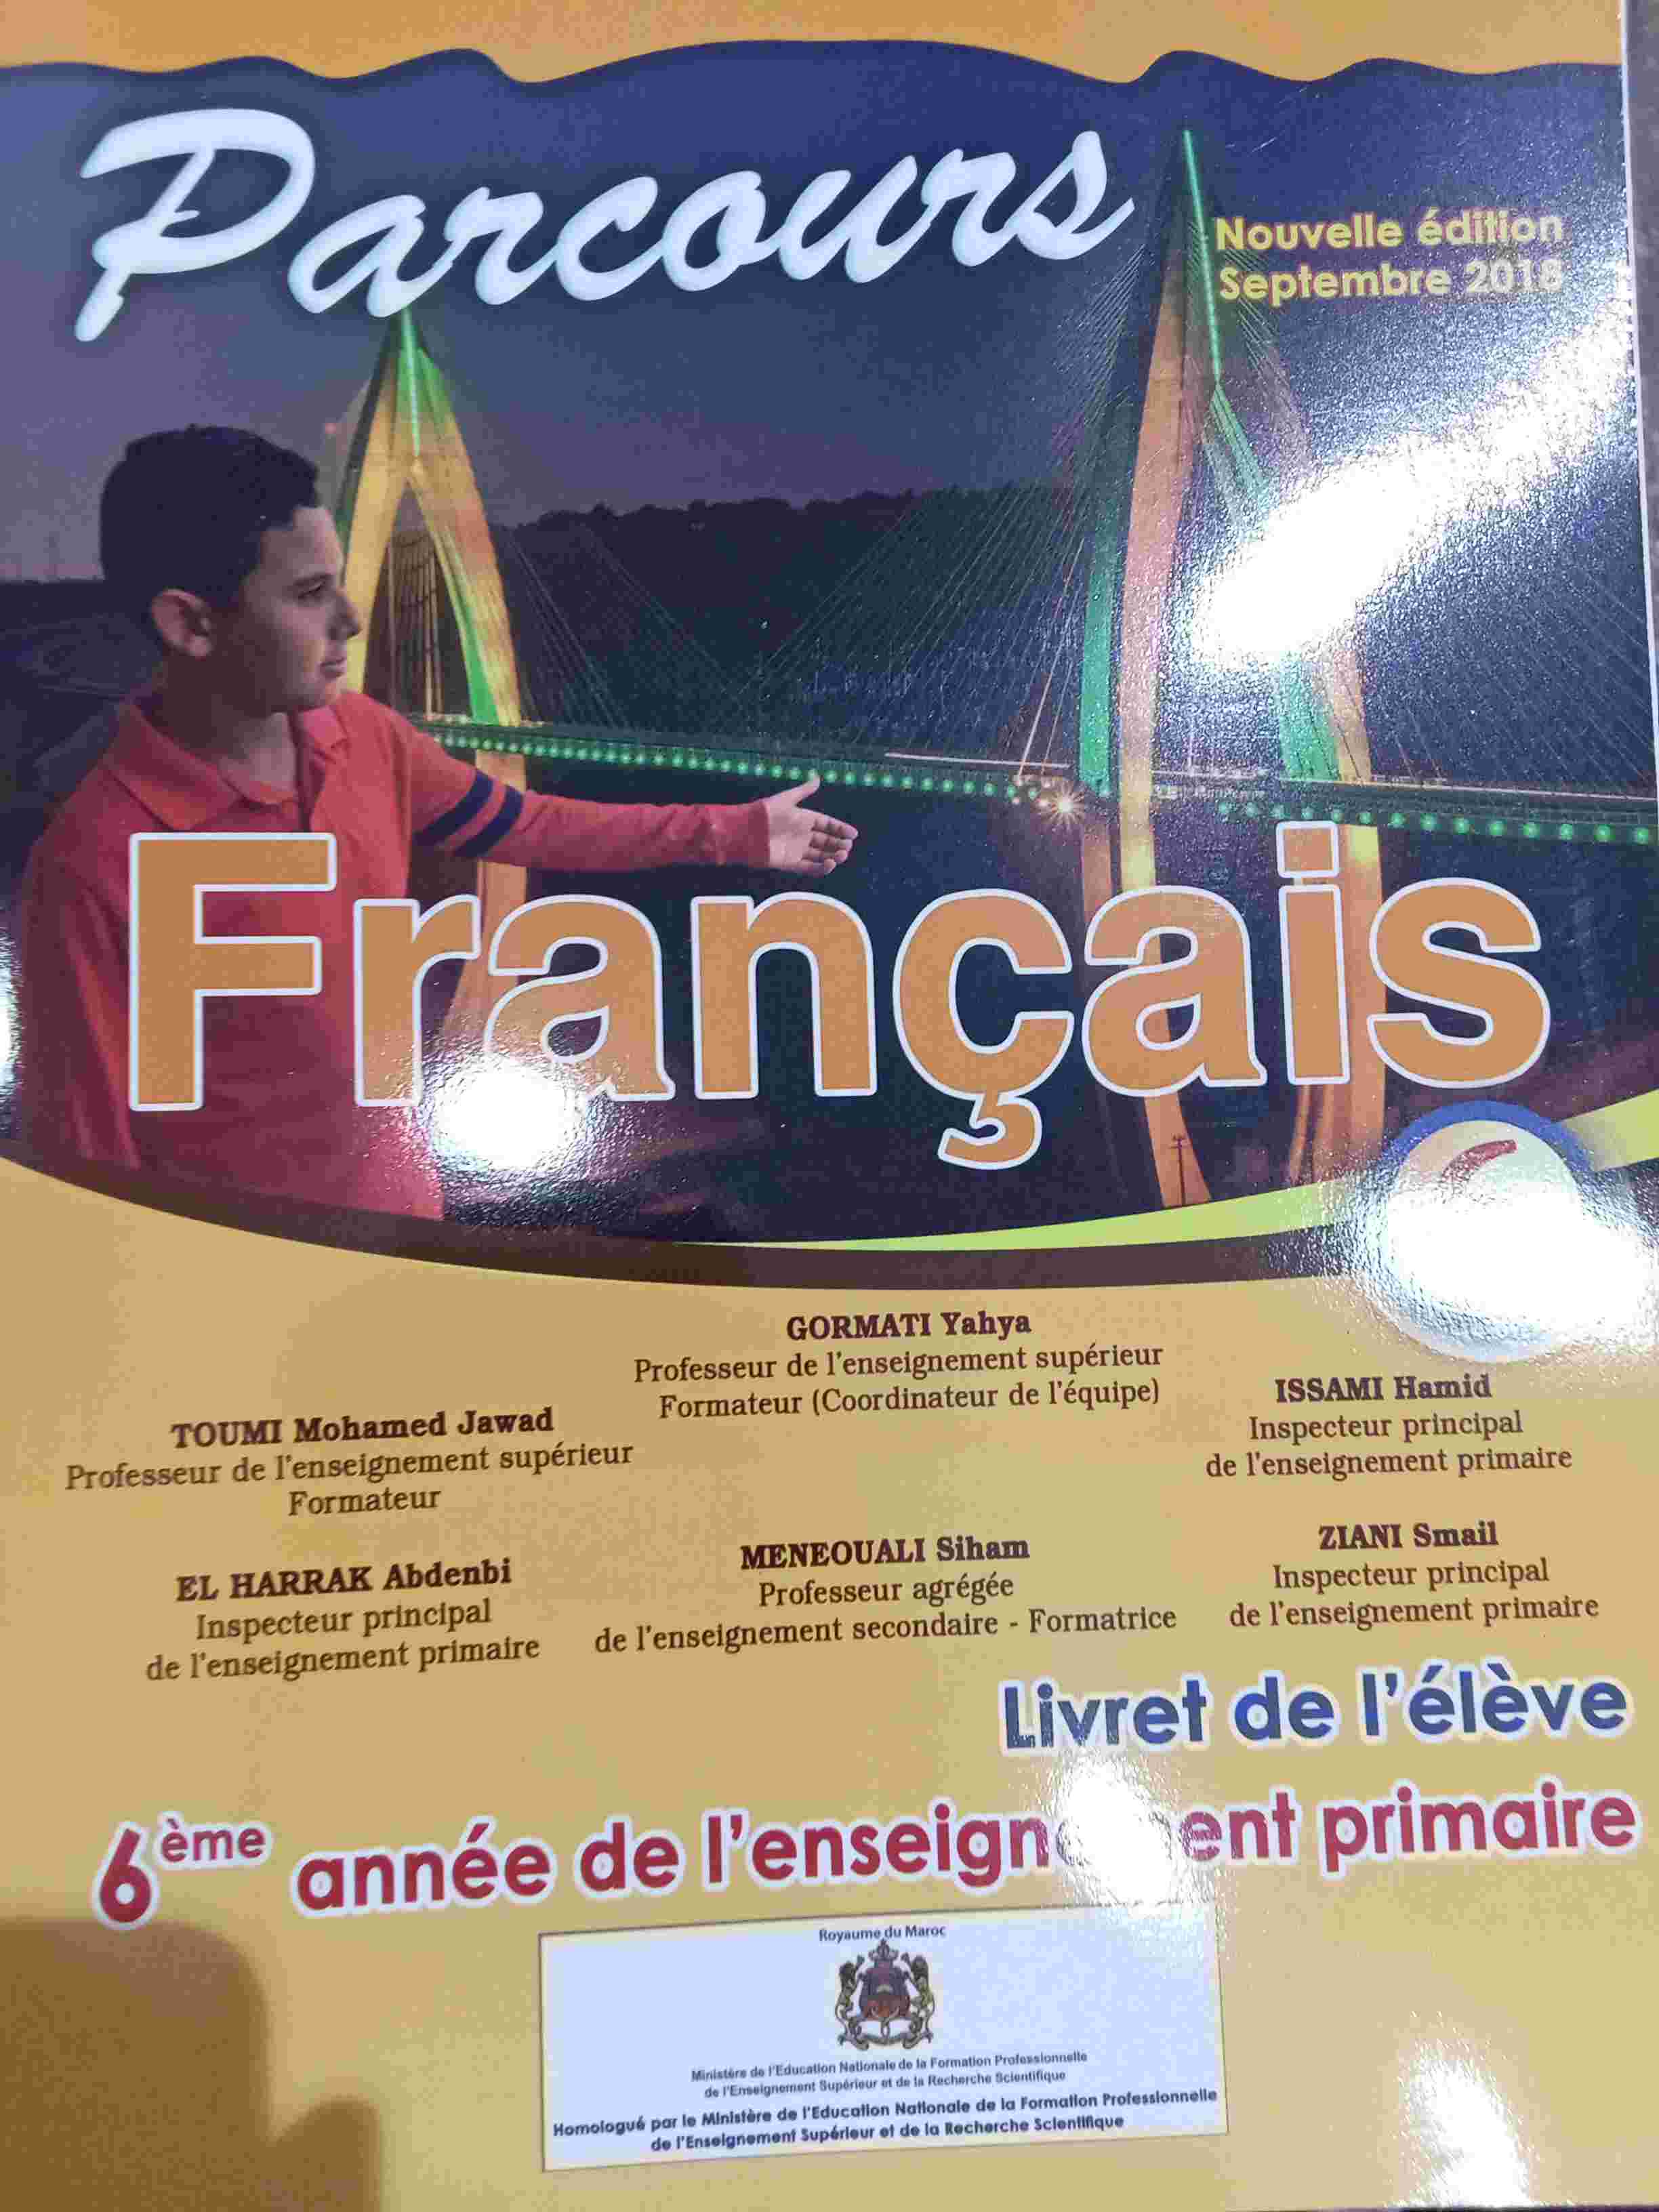 Parcours
Nouvelle édition
Septembre 2018
Français
GORMATI Yahya
Professeur de l'enseignement supérieur
Formateur (Coordinateur de l'équipe)
TOUMI Mohamed Jawad
Professeur de l'enseignement supérieur
Formateur
ISSAMI Hamid
Inspecteur principal
de l'enseignement primaire
EL HARRAK Abdenbi
Inspecteur principal
de l'enseignement primaire
MENEOUALI Siham
Professeur agrégée
de l'enseignement secondaire - Formatrice
ZIANI Smail
Inspecteur principal
de l'enseignement primaire
Livret de l'élève
6ème année de l'enseignement primaire
Royaume du Maroc
Ministère de l'Education Nationale de la Formation Professionnelle
de l'Enseignement Supérieur et de la Recherche Scientifique
Homologué par le Ministère de l'Education Nationale de la Formation Professionnelle
de l'Enseignement Supérieur et de la Recherche Scientifique